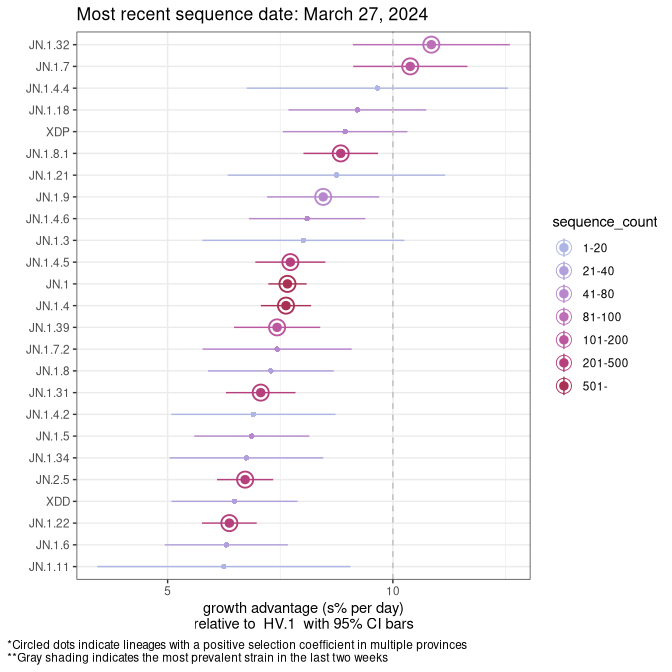 Most recent sequence date: March 27, 2024
JN.1.32
JN.1.7
JN.1.4.4
JN.1.18
XDP
JN.1.8.1
JN.1.21
JN.1.9
JN.1.4.6
JN.1.3
JN.1.4.5
JN.1
JN.1.4
JN.1.39
JN.1.7.2
JN.1.8
JN.1.31
JN.1.4.2
JN.1.5
JN.1.34
JN.2.5
XDD
JN.1.22
JN.1.6
JN.1.11
5 10
growth advantage (s% per day)
relative to HV.1 with 95% CI bars
sequence_count
1-20
21-40
41-80
81-100
101-200
201-500
501-
*Circled dots indicate lineages with a positive selection coefficient in multiple provinces
**Gray shading indicates the most prevalent strain in the last two weeks